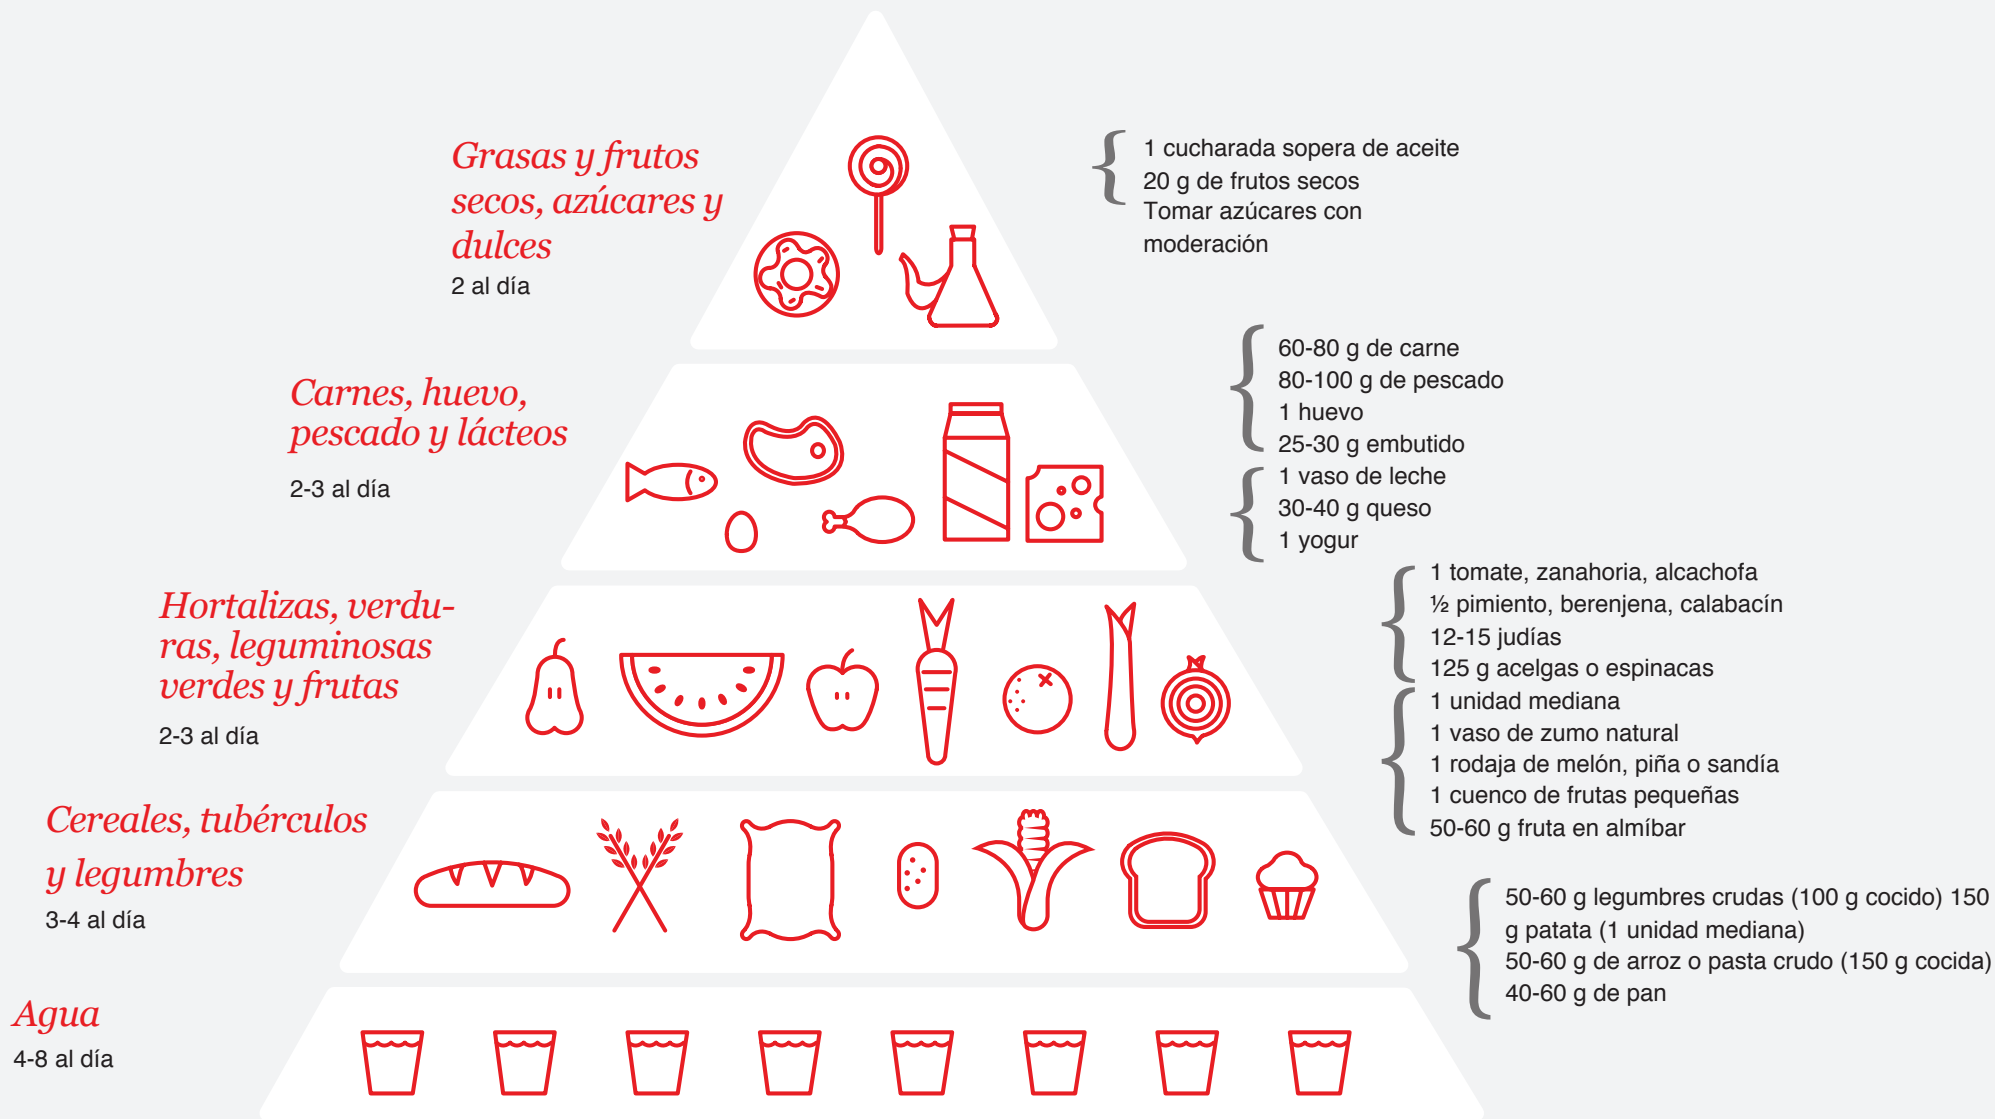 Grasas y frutos
secos, azúcares y
dulces
2 al día
1 cucharada sopera de aceite
20 g de frutos secos
Tomar azúcares con
moderación
Carnes, huevo,
pescado y lácteos
2-3 al día
60-80 g de carne
80-100 g de pescado
1 huevo
25-30 g embutido
1 vaso de leche
30-40 g queso
1 yogur
Hortalizas, verdu-
ras, leguminosas
verdes y frutas
2-3 al día
1 tomate, zanahoria, alcachofa
½ pimiento, berenjena, calabacín
12-15 judías
125 g acelgas o espinacas
1 unidad mediana
1 vaso de zumo natural
1 rodaja de melón, piña o sandía
1 cuenco de frutas pequeñas
50-60 g fruta en almíbar
Cereales, tubérculos
y legumbres
3-4 al día
50-60 g legumbres crudas (100 g cocido) 150
g patata (1 unidad mediana)
50-60 g de arroz o pasta crudo (150 g cocida)
40-60 g de pan
Agua
4-8 al día